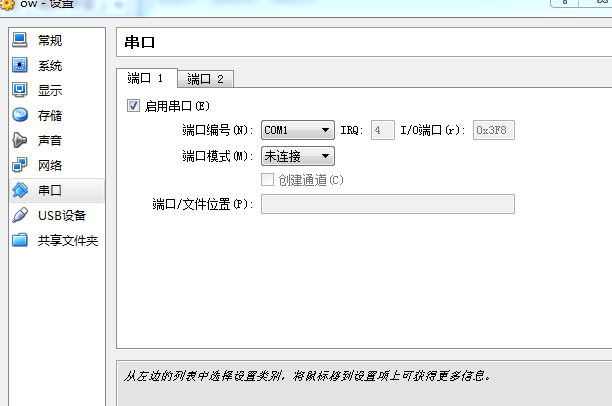 ow - 设置
常规
系统
显示
存储
声音
网络
串口
USB设备
共享文件夹
串口
端口 1 端口 2
启用串口(E)
端口编号(N): COM1 IRQ: 4 I/O端口(r): 0x3F8
端口模式(M): 未连接
创建通道(C)
端口/文件位置(P):
从左边的列表中选择设置类别，将鼠标移到设置项上可获得更多信息。